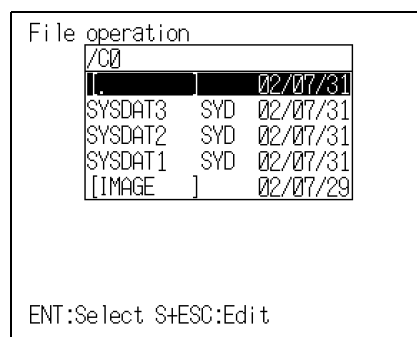 File operation
/C0
[.        ]     02/07/31
SYSDAT3   SYD   02/07/31
SYSDAT2   SYD   02/07/31
SYSDAT1   SYD   02/07/31
[IMAGE    ]     02/07/29
ENT:Select S+ESC:Edit